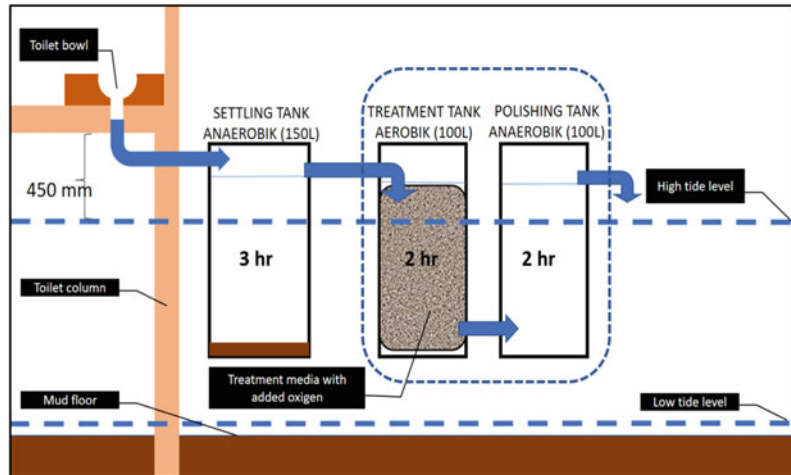 Toilet bowl
SETTLING TANK
ANAEROBIK (150L)
TREATMENT TANK
AEROBIK (100L)
POLISHING TANK
ANAEROBIK (100L)
450 mm
High tide level
3 hr
2 hr
2 hr
Toilet column
Treatment media with
added oxigen
Mud floor
Low tide level